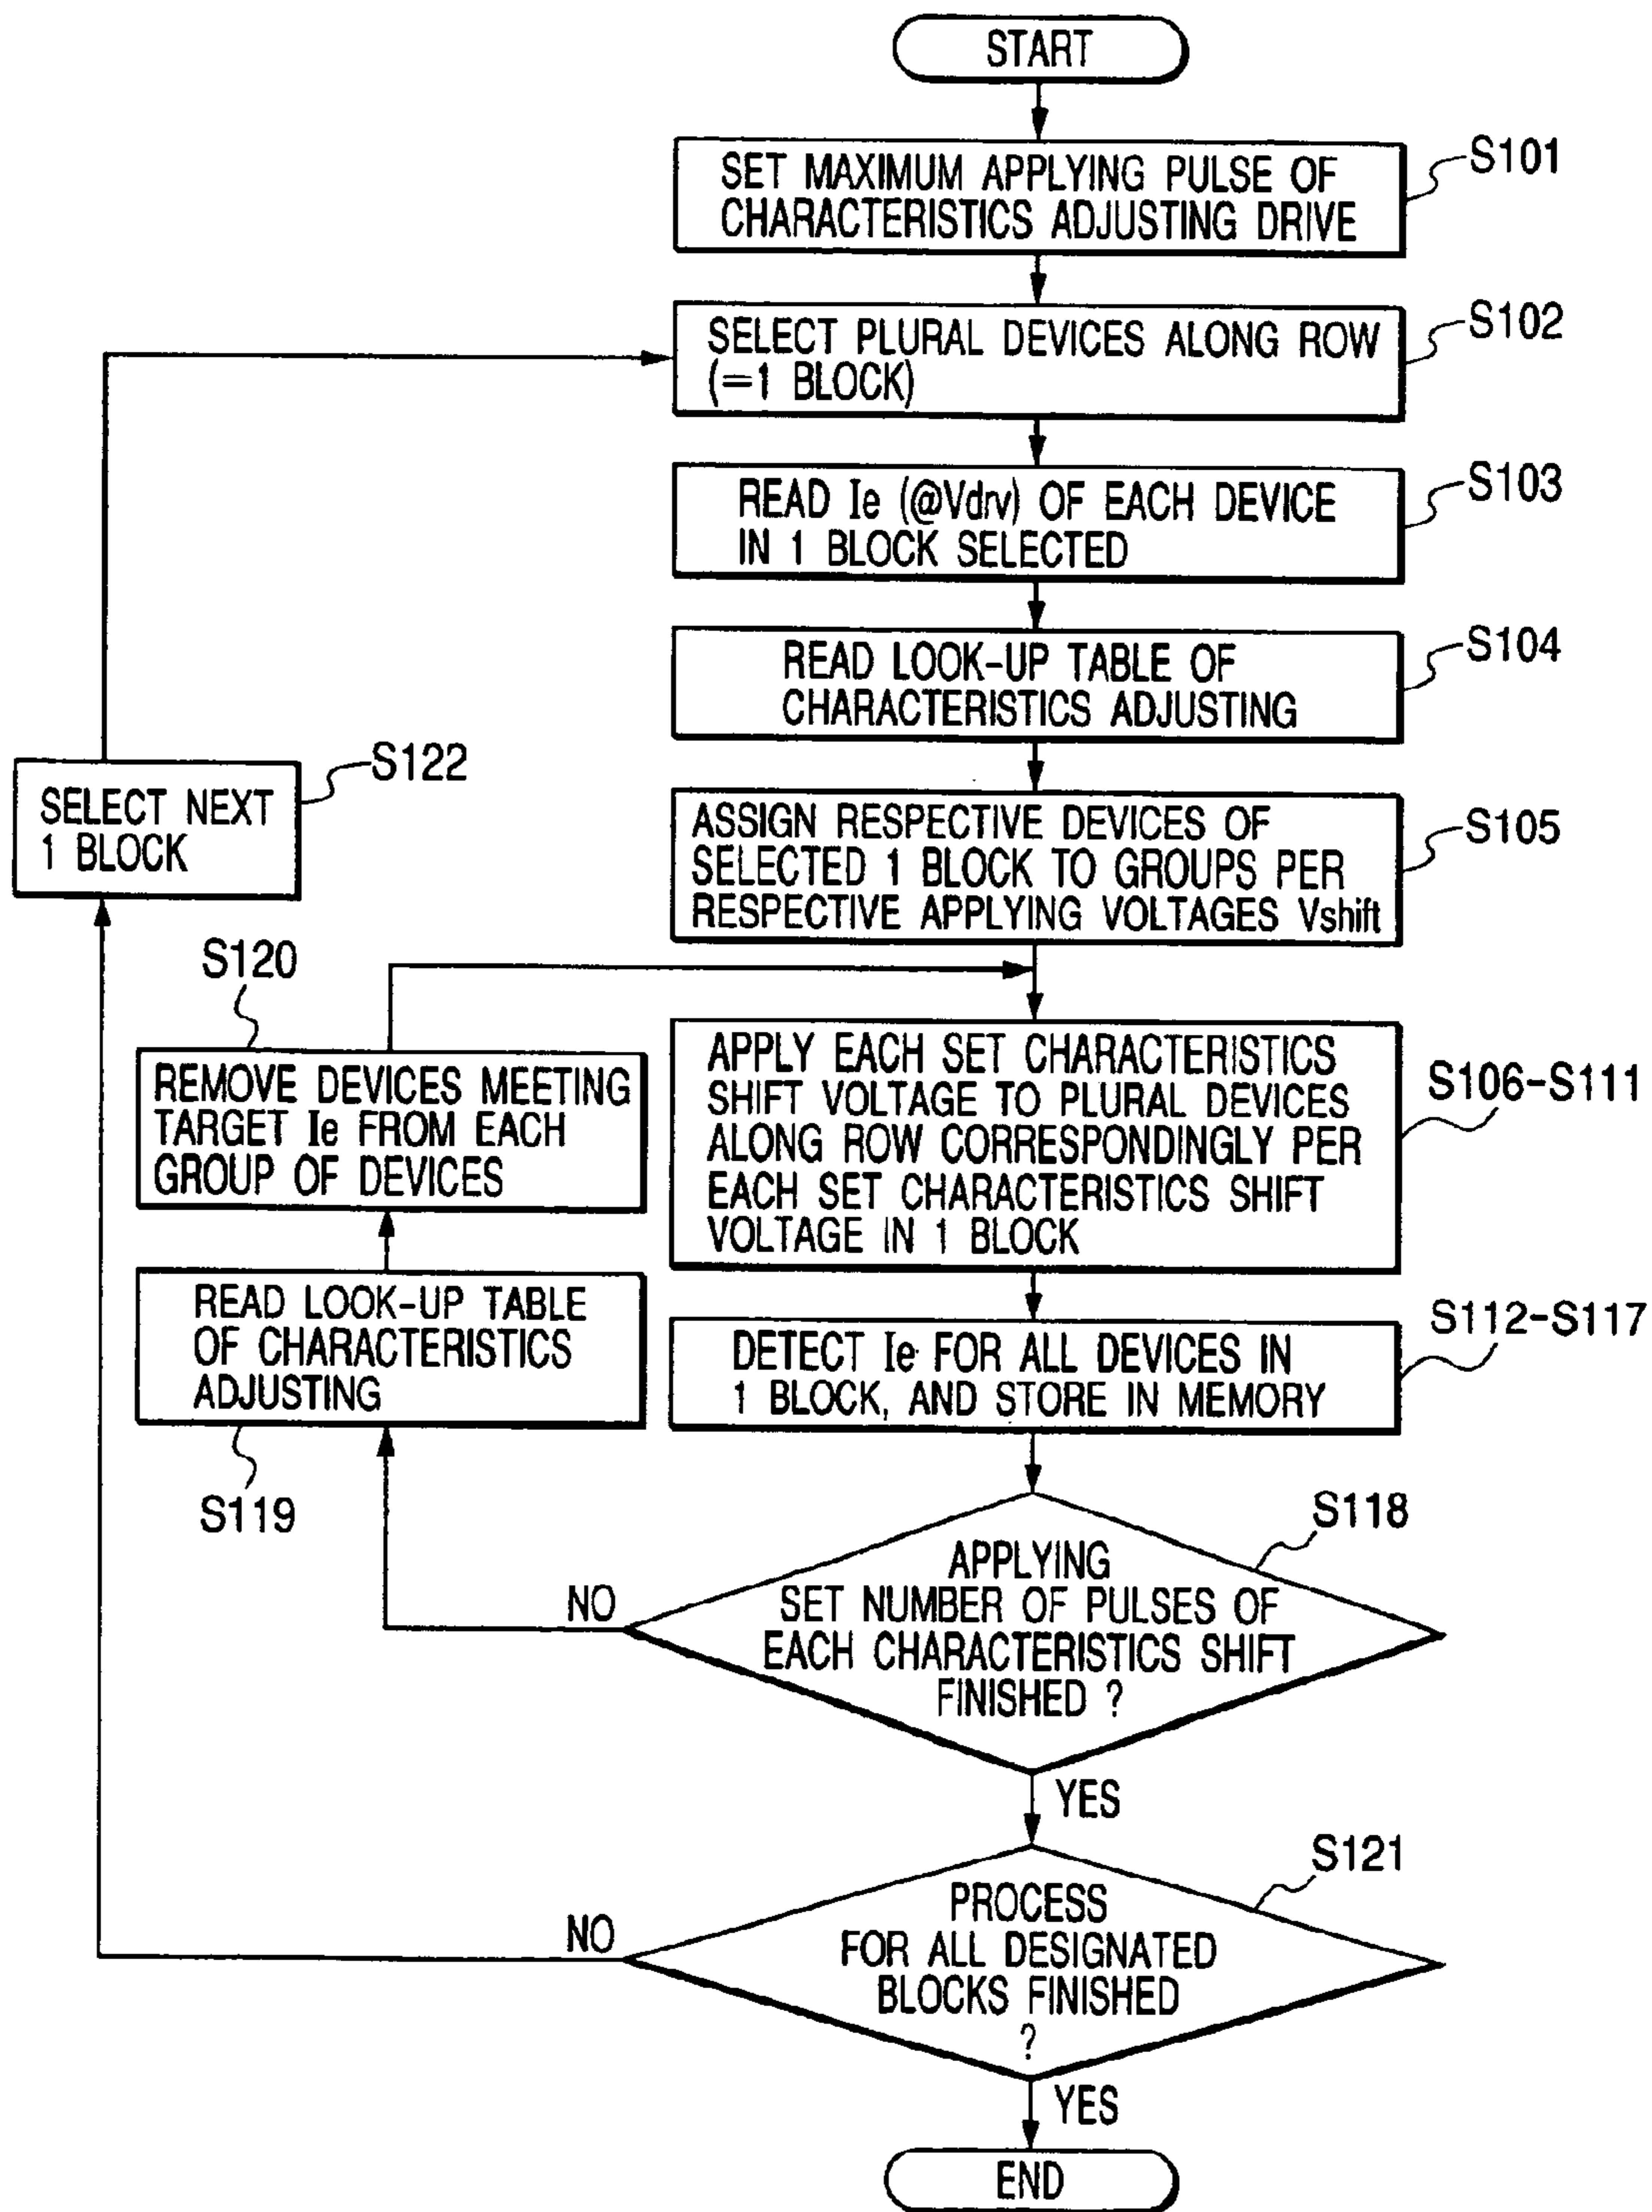 START
SET MAXIMUM APPLYING PULSE OF
CHARACTERISTICS ADJUSTING DRIVE
S101
SELECT PLURAL DEVICES ALONG ROW
(=1 BLOCK)
S102
READ Ie (@Vdrv) OF EACH DEVICE
IN 1 BLOCK SELECTED
S103
READ LOOK-UP TABLE OF
CHARACTERISTICS ADJUSTING
S104
SELECT NEXT
1 BLOCK
S122
ASSIGN RESPECTIVE DEVICES OF
SELECTED 1 BLOCK TO GROUPS PER
RESPECTIVE APPLYING VOLTAGES Vshift
S105
S120
REMOVE DEVICES MEETING
TARGET Ie FROM EACH
GROUP OF DEVICES
APPLY EACH SET CHARACTERISTICS
SHIFT VOLTAGE TO PLURAL DEVICES
ALONG ROW CORRESPONDINGLY PER
EACH SET CHARACTERISTICS SHIFT
VOLTAGE IN 1 BLOCK
S106-S111
READ LOOK-UP TABLE
OF CHARACTERISTICS
ADJUSTING
S119
DETECT Ie FOR ALL DEVICES IN
1 BLOCK, AND STORE IN MEMORY
S112-S117
APPLYING
SET NUMBER OF PULSES OF
EACH CHARACTERISTICS SHIFT
FINISHED ?
S118
NO
YES
PROCESS
FOR ALL DESIGNATED
BLOCKS FINISHED
?
S121
NO
YES
END